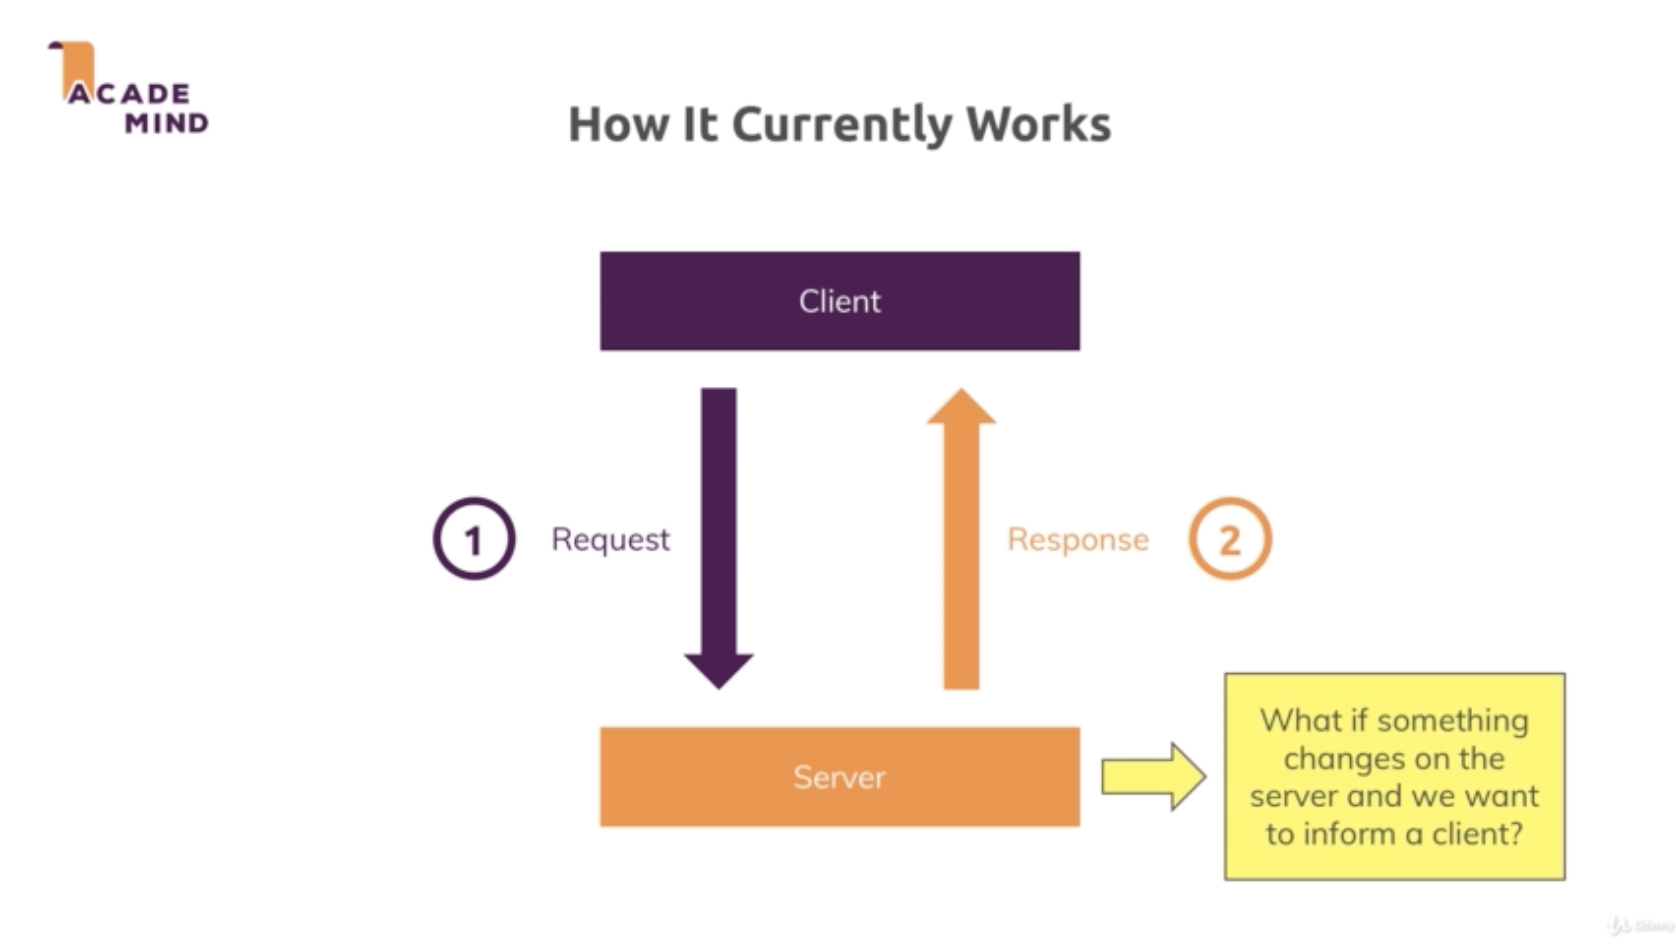 ACADE
MIND
How It Currently Works
Client
1 Request
Response 2
Server
What if something
changes on the
server and we want
to inform a client?
Udemy